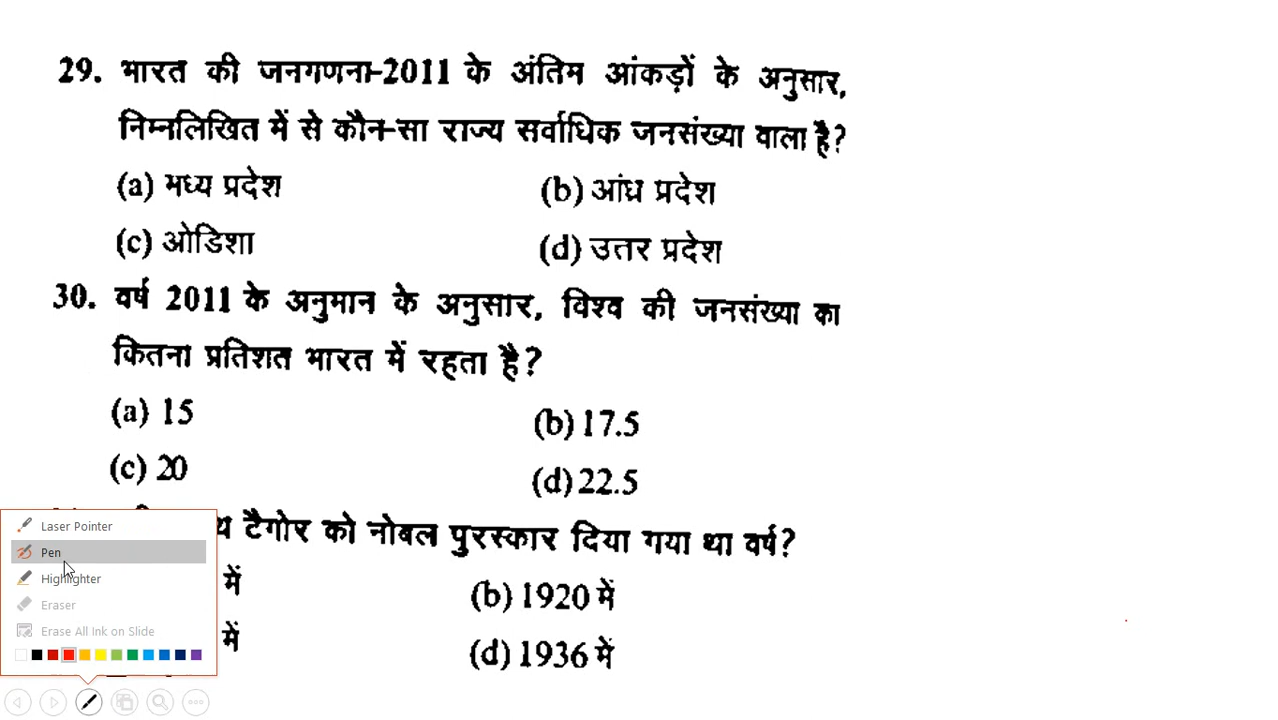 29. भारत की जनगणना-2011 के अंतिम आंकड़ों के अनुसार,
निम्नलिखित में से कौन-सा राज्य सर्वाधिक जनसंख्या वाला है?
(a) मध्य प्रदेश (b) आंध्र प्रदेश
(c) ओडिशा (d) उत्तर प्रदेश
30. वर्ष 2011 के अनुमान के अनुसार, विश्व की जनसंख्या का
कितना प्रतिशत भारत में रहता है?
(a) 15 (b) 17.5
(c) 20 (d) 22.5
टैगोर को नोबल पुरस्कार दिया गया था वर्ष?
में (b) 1920 में
में (d) 1936 में
Laser Pointer
Pen
Highlighter
Eraser
Erase All Ink on Slide